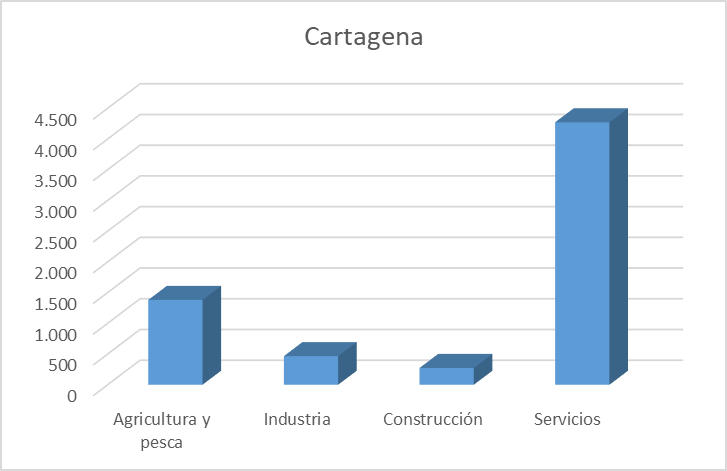 Cartagena
4.500
4.000
3.500
3.000
2.500
2.000
1.500
1.000
500
0
Agricultura y
pesca
Industria
Construcción
Servicios